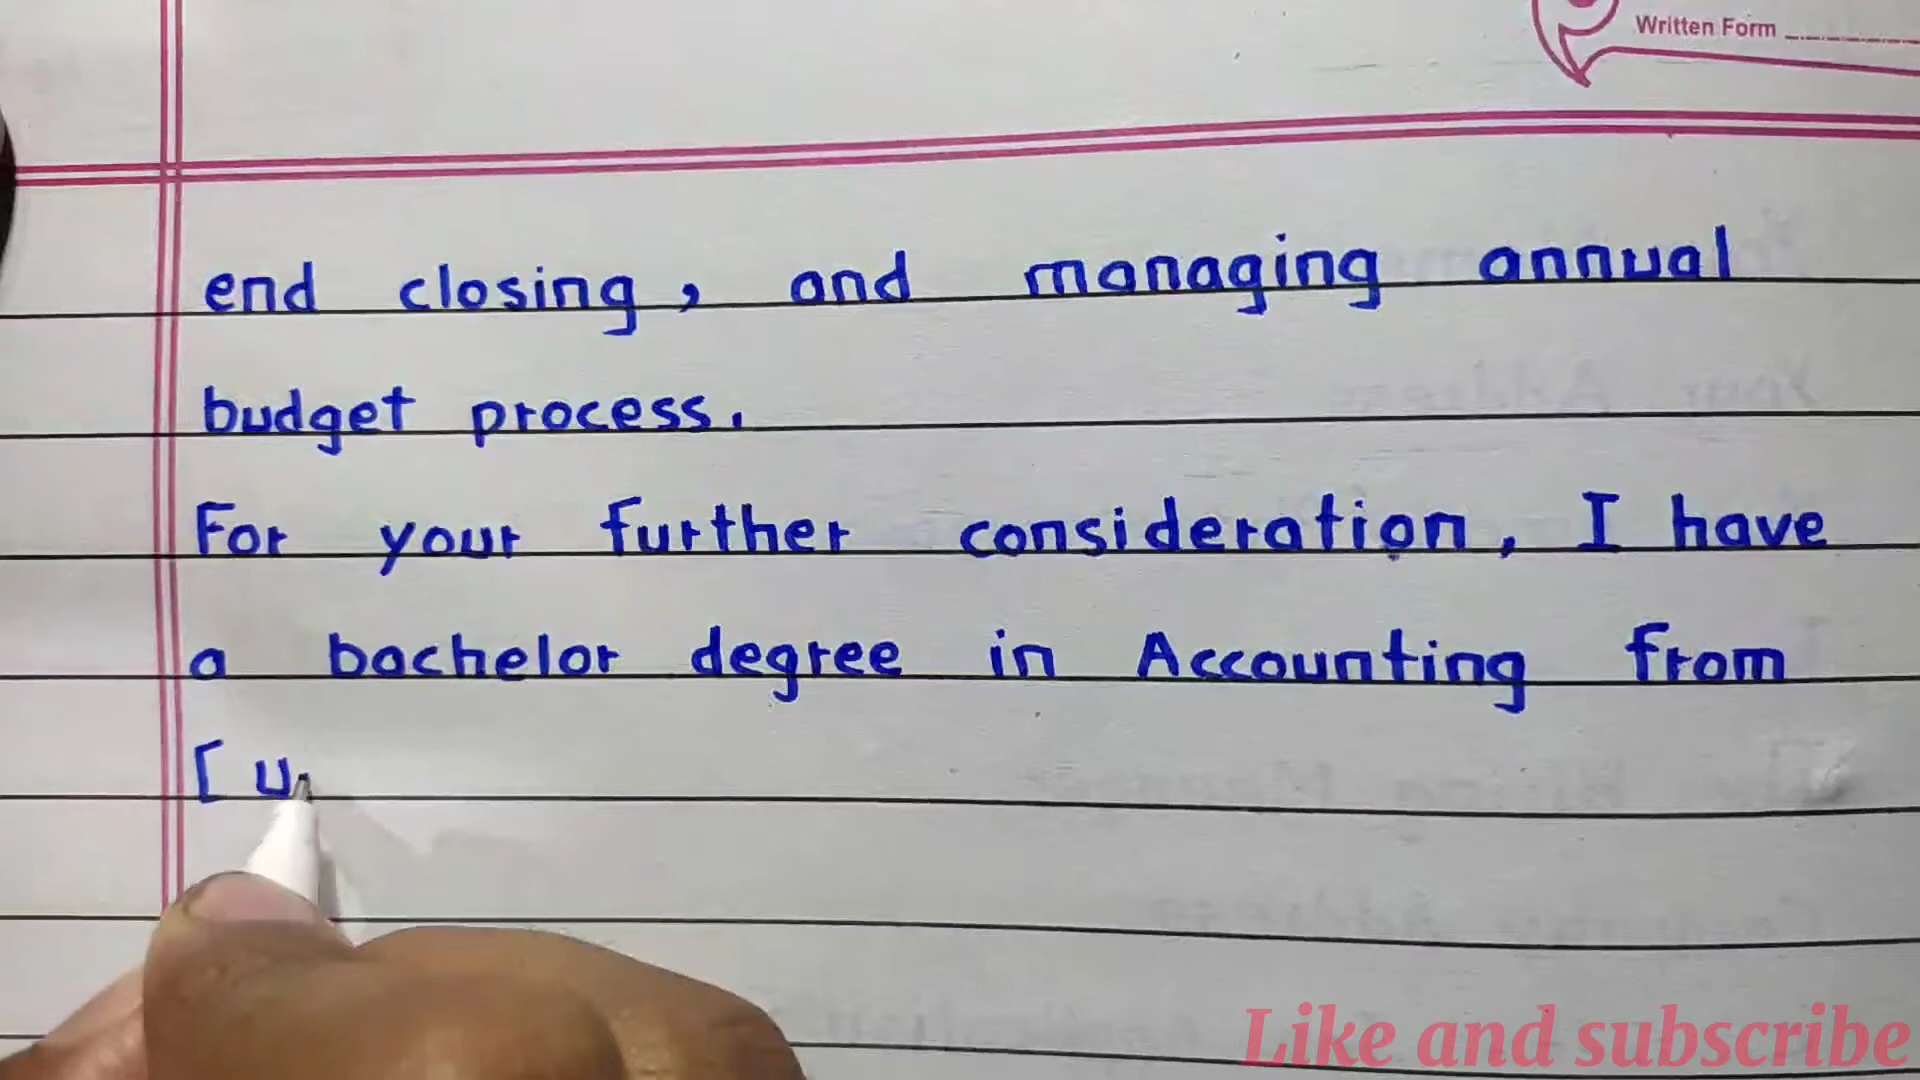 Written Form
end closing, and managing annual
budget process.
For your further consideration, I have
a bachelor degree in Accounting from
[ u
Like and subscribe